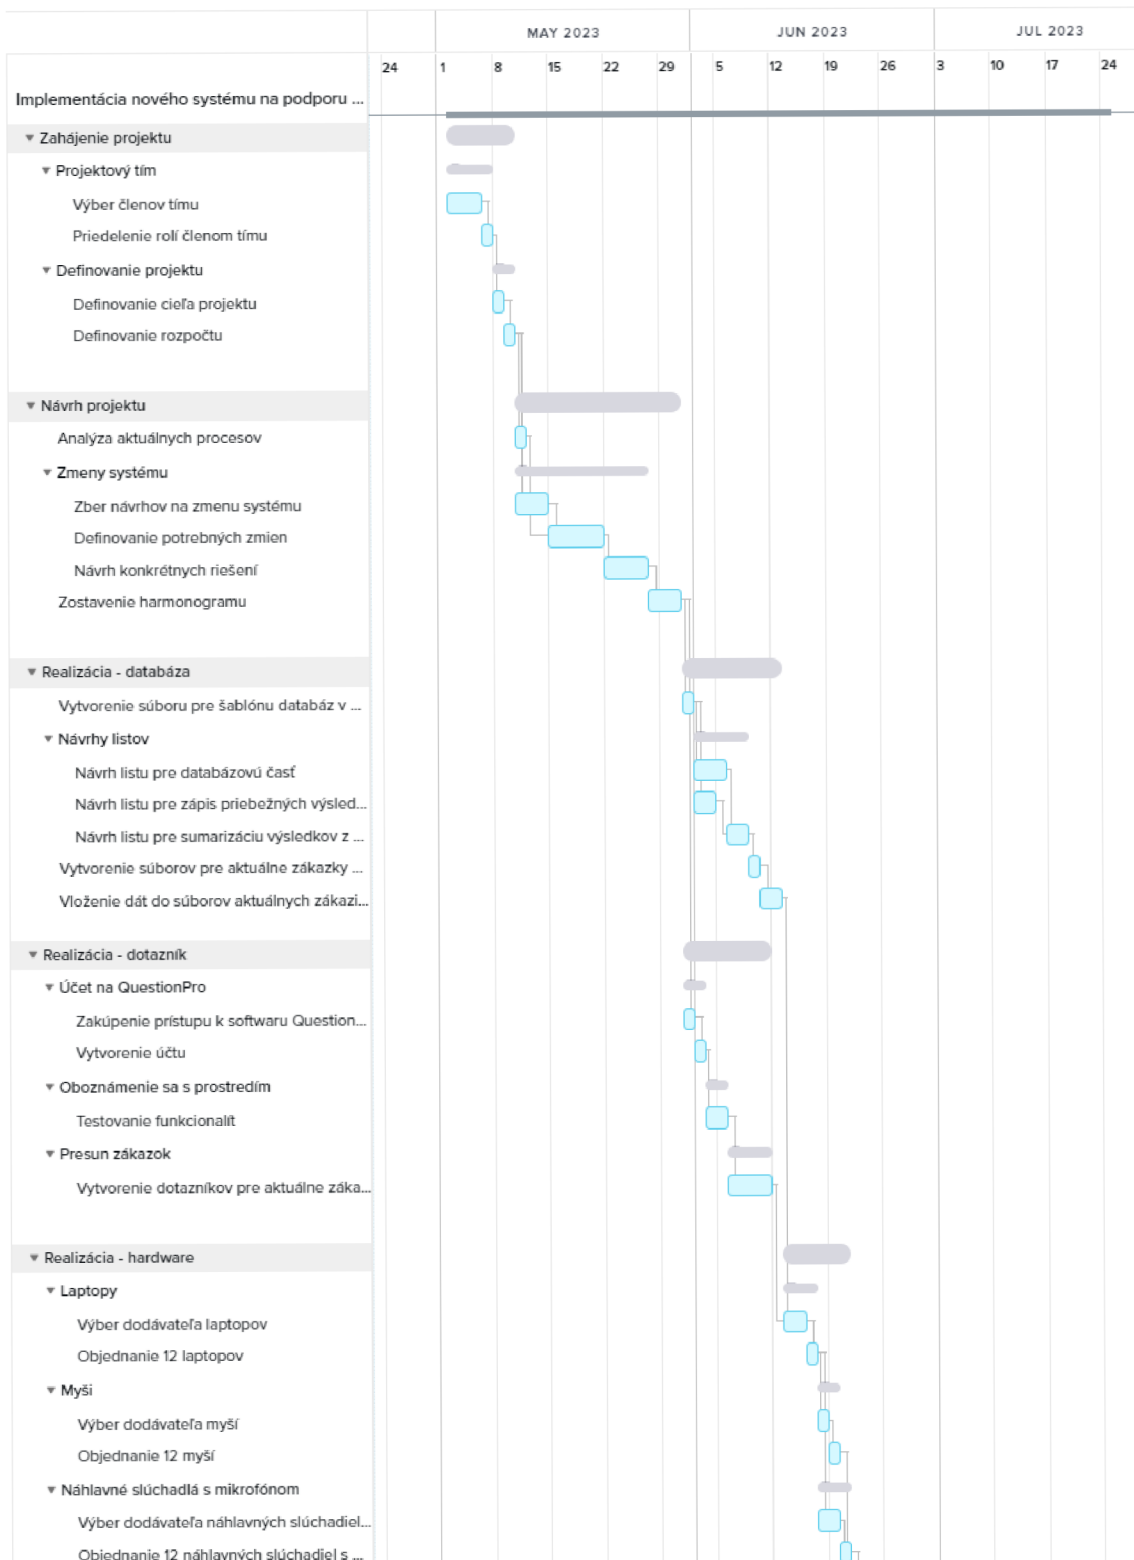 MAY 2023 JUN 2023 JUL 2023
24 1 8 15 22 29 5 12 19 26 3 10 17 24
Implementácia nového systému na podporu ...
Zahájenie projektu
Projektový tím
Výber členov tímu
Priedelenie rolí členom tímu
Definovanie projektu
Definovanie cieľa projektu
Definovanie rozpočtu
Návrh projektu
Analýza aktuálnych procesov
Zmeny systému
Zber návrhov na zmenu systému
Definovanie potrebných zmien
Návrh konkrétnych riešení
Zostavenie harmonogramu
Realizácia - databáza
Vytvorenie súboru pre šablónu databáz v ...
Návrhy listov
Návrh listu pre databázovú časť
Návrh listu pre zápis priebežných výsled...
Návrh listu pre sumarizáciu výsledkov z ...
Vytvorenie súborov pre aktuálne zákazky ...
Vloženie dát do súborov aktuálnych zákazi...
Realizácia - dotazník
Účet na QuestionPro
Zakúpenie prístupu k softwaru Question...
Vytvorenie účtu
Oboznámenie sa s prostredím
Testovanie funkcionalít
Presun zákazok
Vytvorenie dotazníkov pre aktuálne záka...
Realizácia - hardware
Laptopy
Výber dodávateľa laptopov
Objednanie 12 laptopov
Myši
Výber dodávateľa myší
Objednanie 12 myší
Náhlavné slúchadlá s mikrofónom
Výber dodávateľa náhlavných slúchadiel...
Objednanie 12 náhlavných slúchadiel s ...